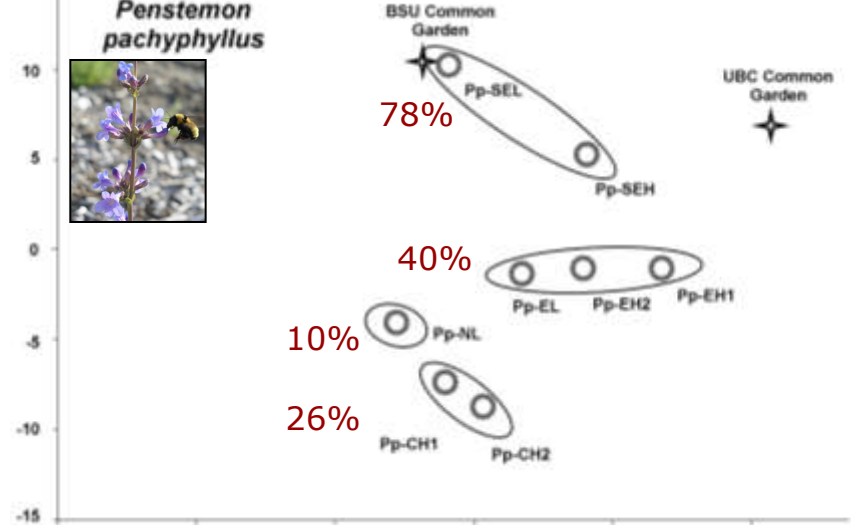 Penstemon
pachyphyllus
BSU Common
Garden
UBC Common
Garden
10
Pp-SEL
78%
5
Pp-SEH
0
40%
Pp-EL
Pp-EH2
Pp-EH1
-5
10%
Pp-NL
-10
26%
Pp-CH1
Pp-CH2
-15